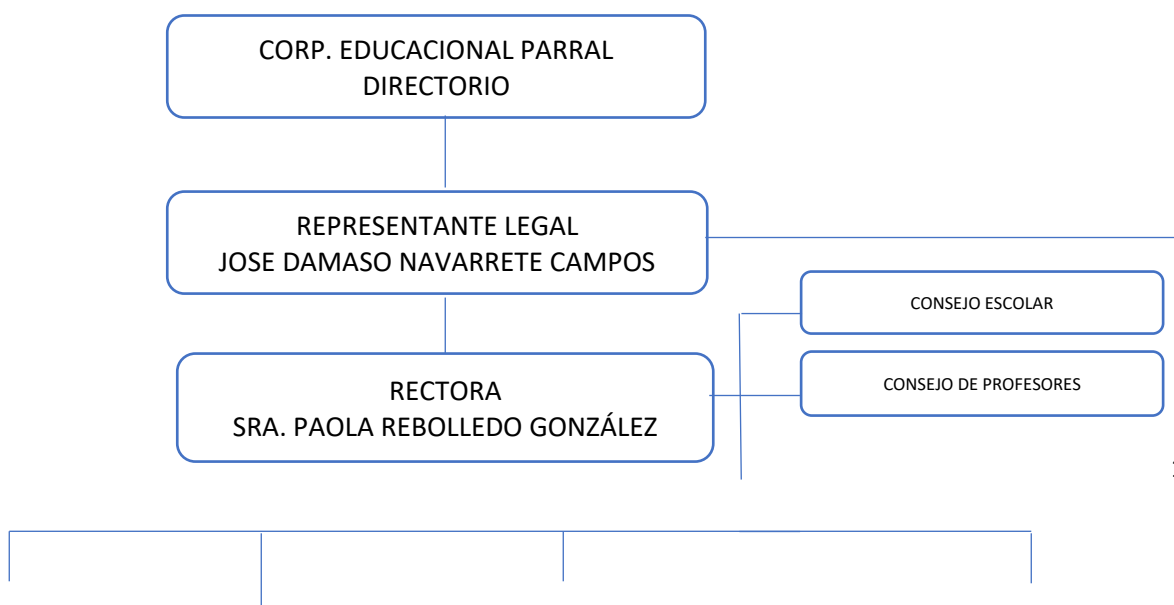 CORP. EDUCACIONAL PARRAL
DIRECTORIO
REPRESENTANTE LEGAL
JOSE DAMASO NAVARRETE CAMPOS
CONSEJO ESCOLAR
RECTORA
SRA. PAOLA REBOLLEDO GONZÁLEZ
CONSEJO DE PROFESORES